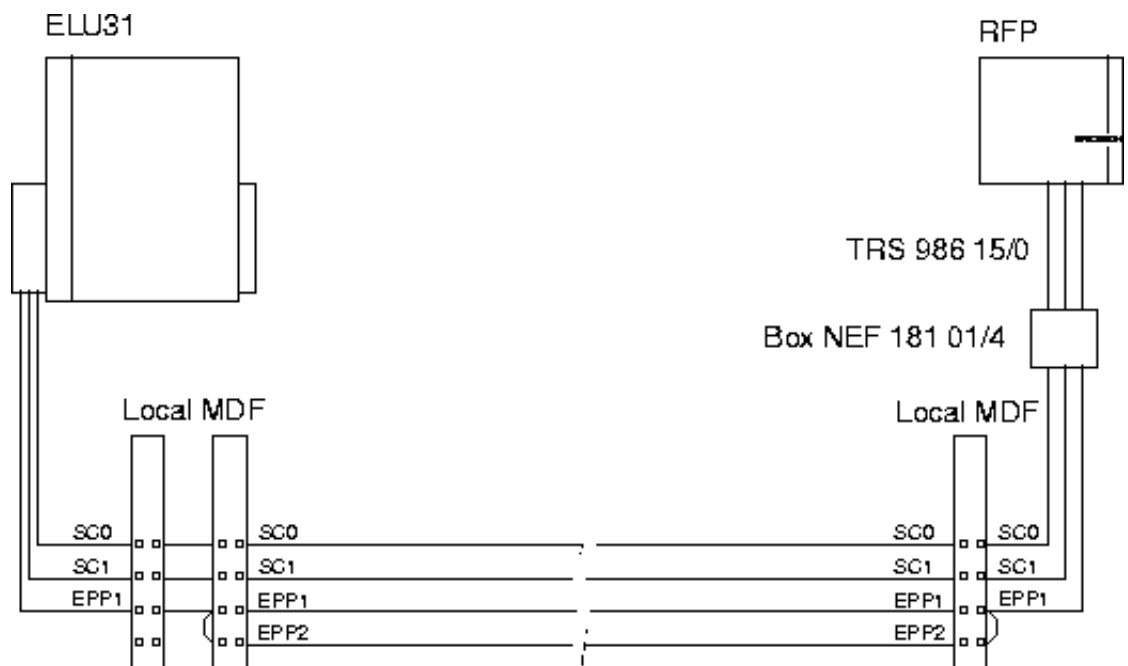 ELU31
RFP
TRS 986 15/0
Box NEF 181 01/4
Local MDF
Local MDF
SC0 SC0 SC0 SC0
SC1 SC1 SC1 SC1
EPP1 EPP1 EPP1 EPP1
EPP2 EPP2